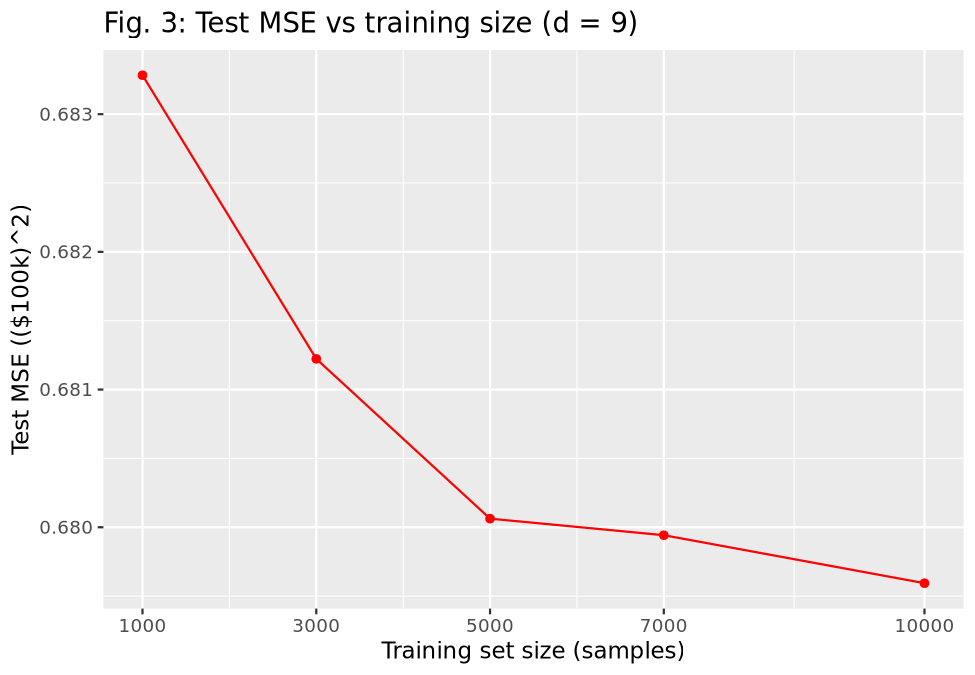 Fig. 3: Test MSE vs training size (d = 9)
Test MSE (($100k)^2)
0.683
0.682
0.681
0.680
1000 3000 5000 7000 10000
Training set size (samples)